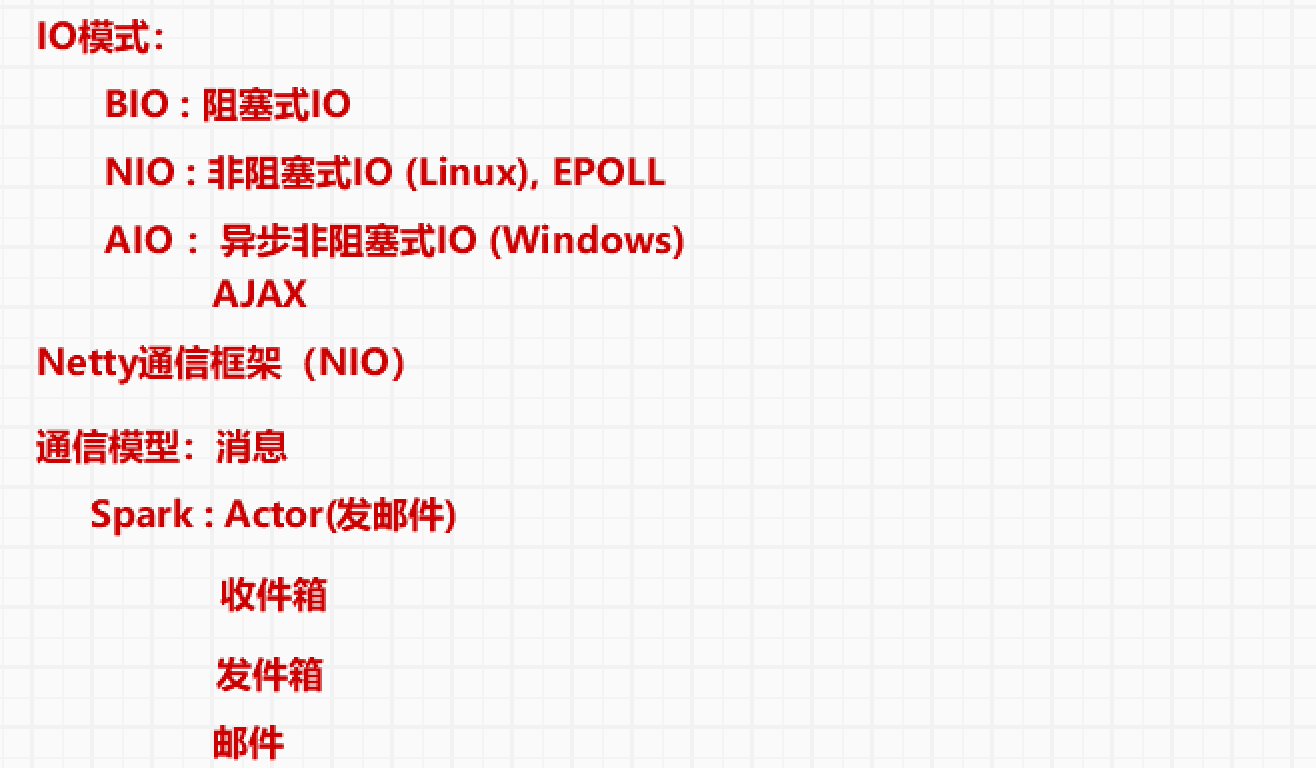 IO模式：
BIO : 阻塞式IO
NIO : 非阻塞式IO (Linux), EPOLL
AIO： 异步非阻塞式IO (Windows)
AJAX
Netty通信框架（NIO）
通信模型：消息
Spark : Actor(发邮件)
收件箱
发件箱
邮件